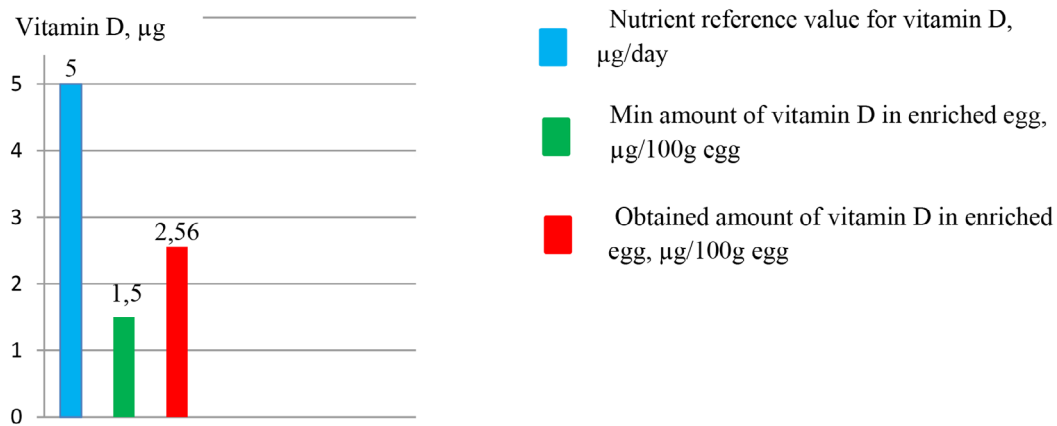 Vitamin D, µg
5
4
3
2
1
0
5
1,5
2,56
Nutrient reference value for vitamin D,
µg/day
Min amount of vitamin D in enriched egg,
µg/100g cgg
Obtained amount of vitamin D in enriched
egg, µg/100g egg